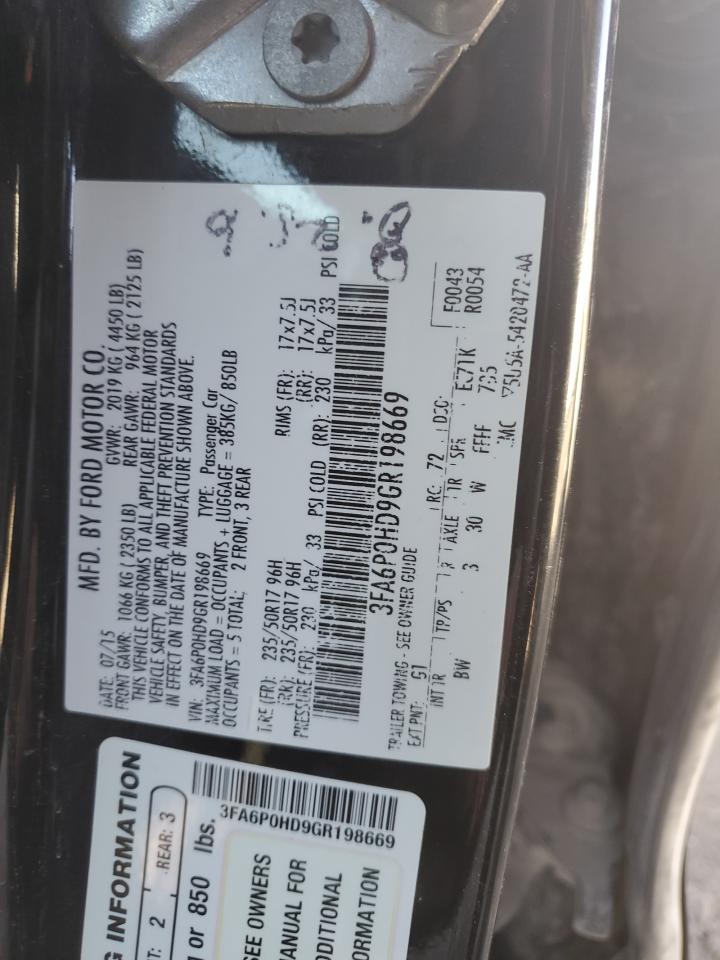 MFD. BY FORD MOTOR CO.
DATE: 07/15 GVWR: 2019 KG ( 4450 LB)
FRONT GAWR: 1066 KG ( 2350 LB) REAR GAWR: 964 KG ( 2125 LB)
THIS VEHICLE CONFORMS TO ALL APPLICABLE FEDERAL MOTOR
VEHICLE SAFETY, BUMPER, AND THEFT PREVENTION STANDARDS
IN EFFECT ON THE DATE OF MANUFACTURE SHOWN ABOVE.
VIN: 3FA6P0HD9GR198669 TYPE: Passenger Car
MAXIMUM LOAD = OCCUPANTS + LUGGAGE = 385KG/ 850LB
OCCUPANTS = 5 TOTAL: 2 FRONT, 3 REAR
TIRE (FR): 235/50R17 96H RIMS (FR): 17x7.5J
(RR): 235/50R17 96H (RR): 17x7.5J
PRESSURE (FR): 230 kPa/ 33 PSI COLD (RR): 230 kPa/ 33 PSI COLD
3FA6P0HD9GR198669
TRAILER TOWING - SEE OWNER GUIDE
EXT PNT: G1 RC: 72 DSO: F0043
R0054
INT TR TP/PS R AXLE TR SPR EJ71K
BW 3 30 W FFFF
3FA6P0HD9GR198669
G INFORMATION
T: 2 REAR: 3
g or 850 lbs.
SEE OWNERS
MANUAL FOR
DDITIONAL
FORMATION